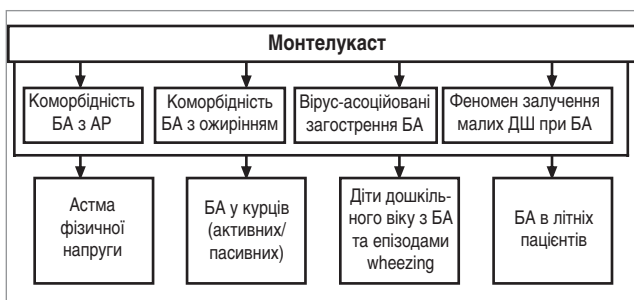 Монтелукаст
Коморбідність
БА з АР
Коморбідність
БА з ожирінням
Вірус-асоційовані
загострення БА
Феномен залучення
малих ДШ при БА
Астма
фізичної
напруги
БА у курців
(активних/
пасивних)
Діти дошкіль-
ного віку з БА
та епізодами
wheezing
БА в літніх
пацієнтів